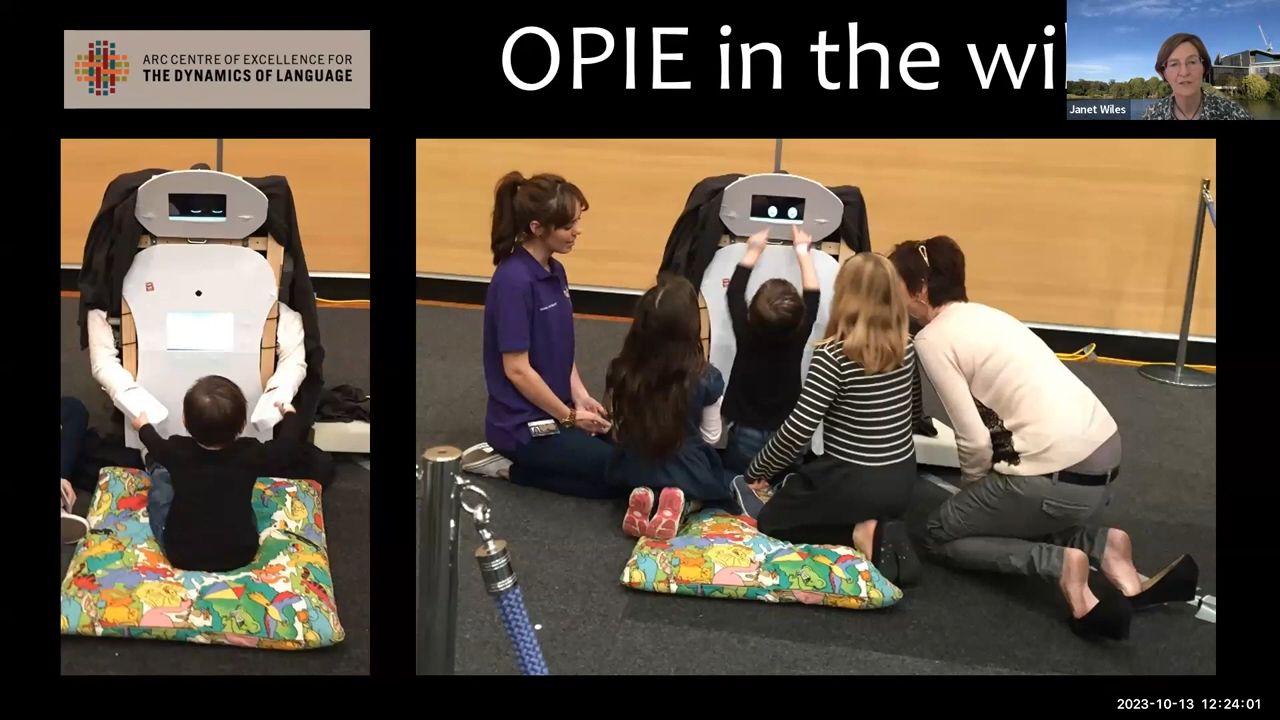 ARC CENTRE OF EXCELLENCE FOR
THE DYNAMICS OF LANGUAGE
OPIE in the wi
Janet Wiles
2023-10-13 12:24:01